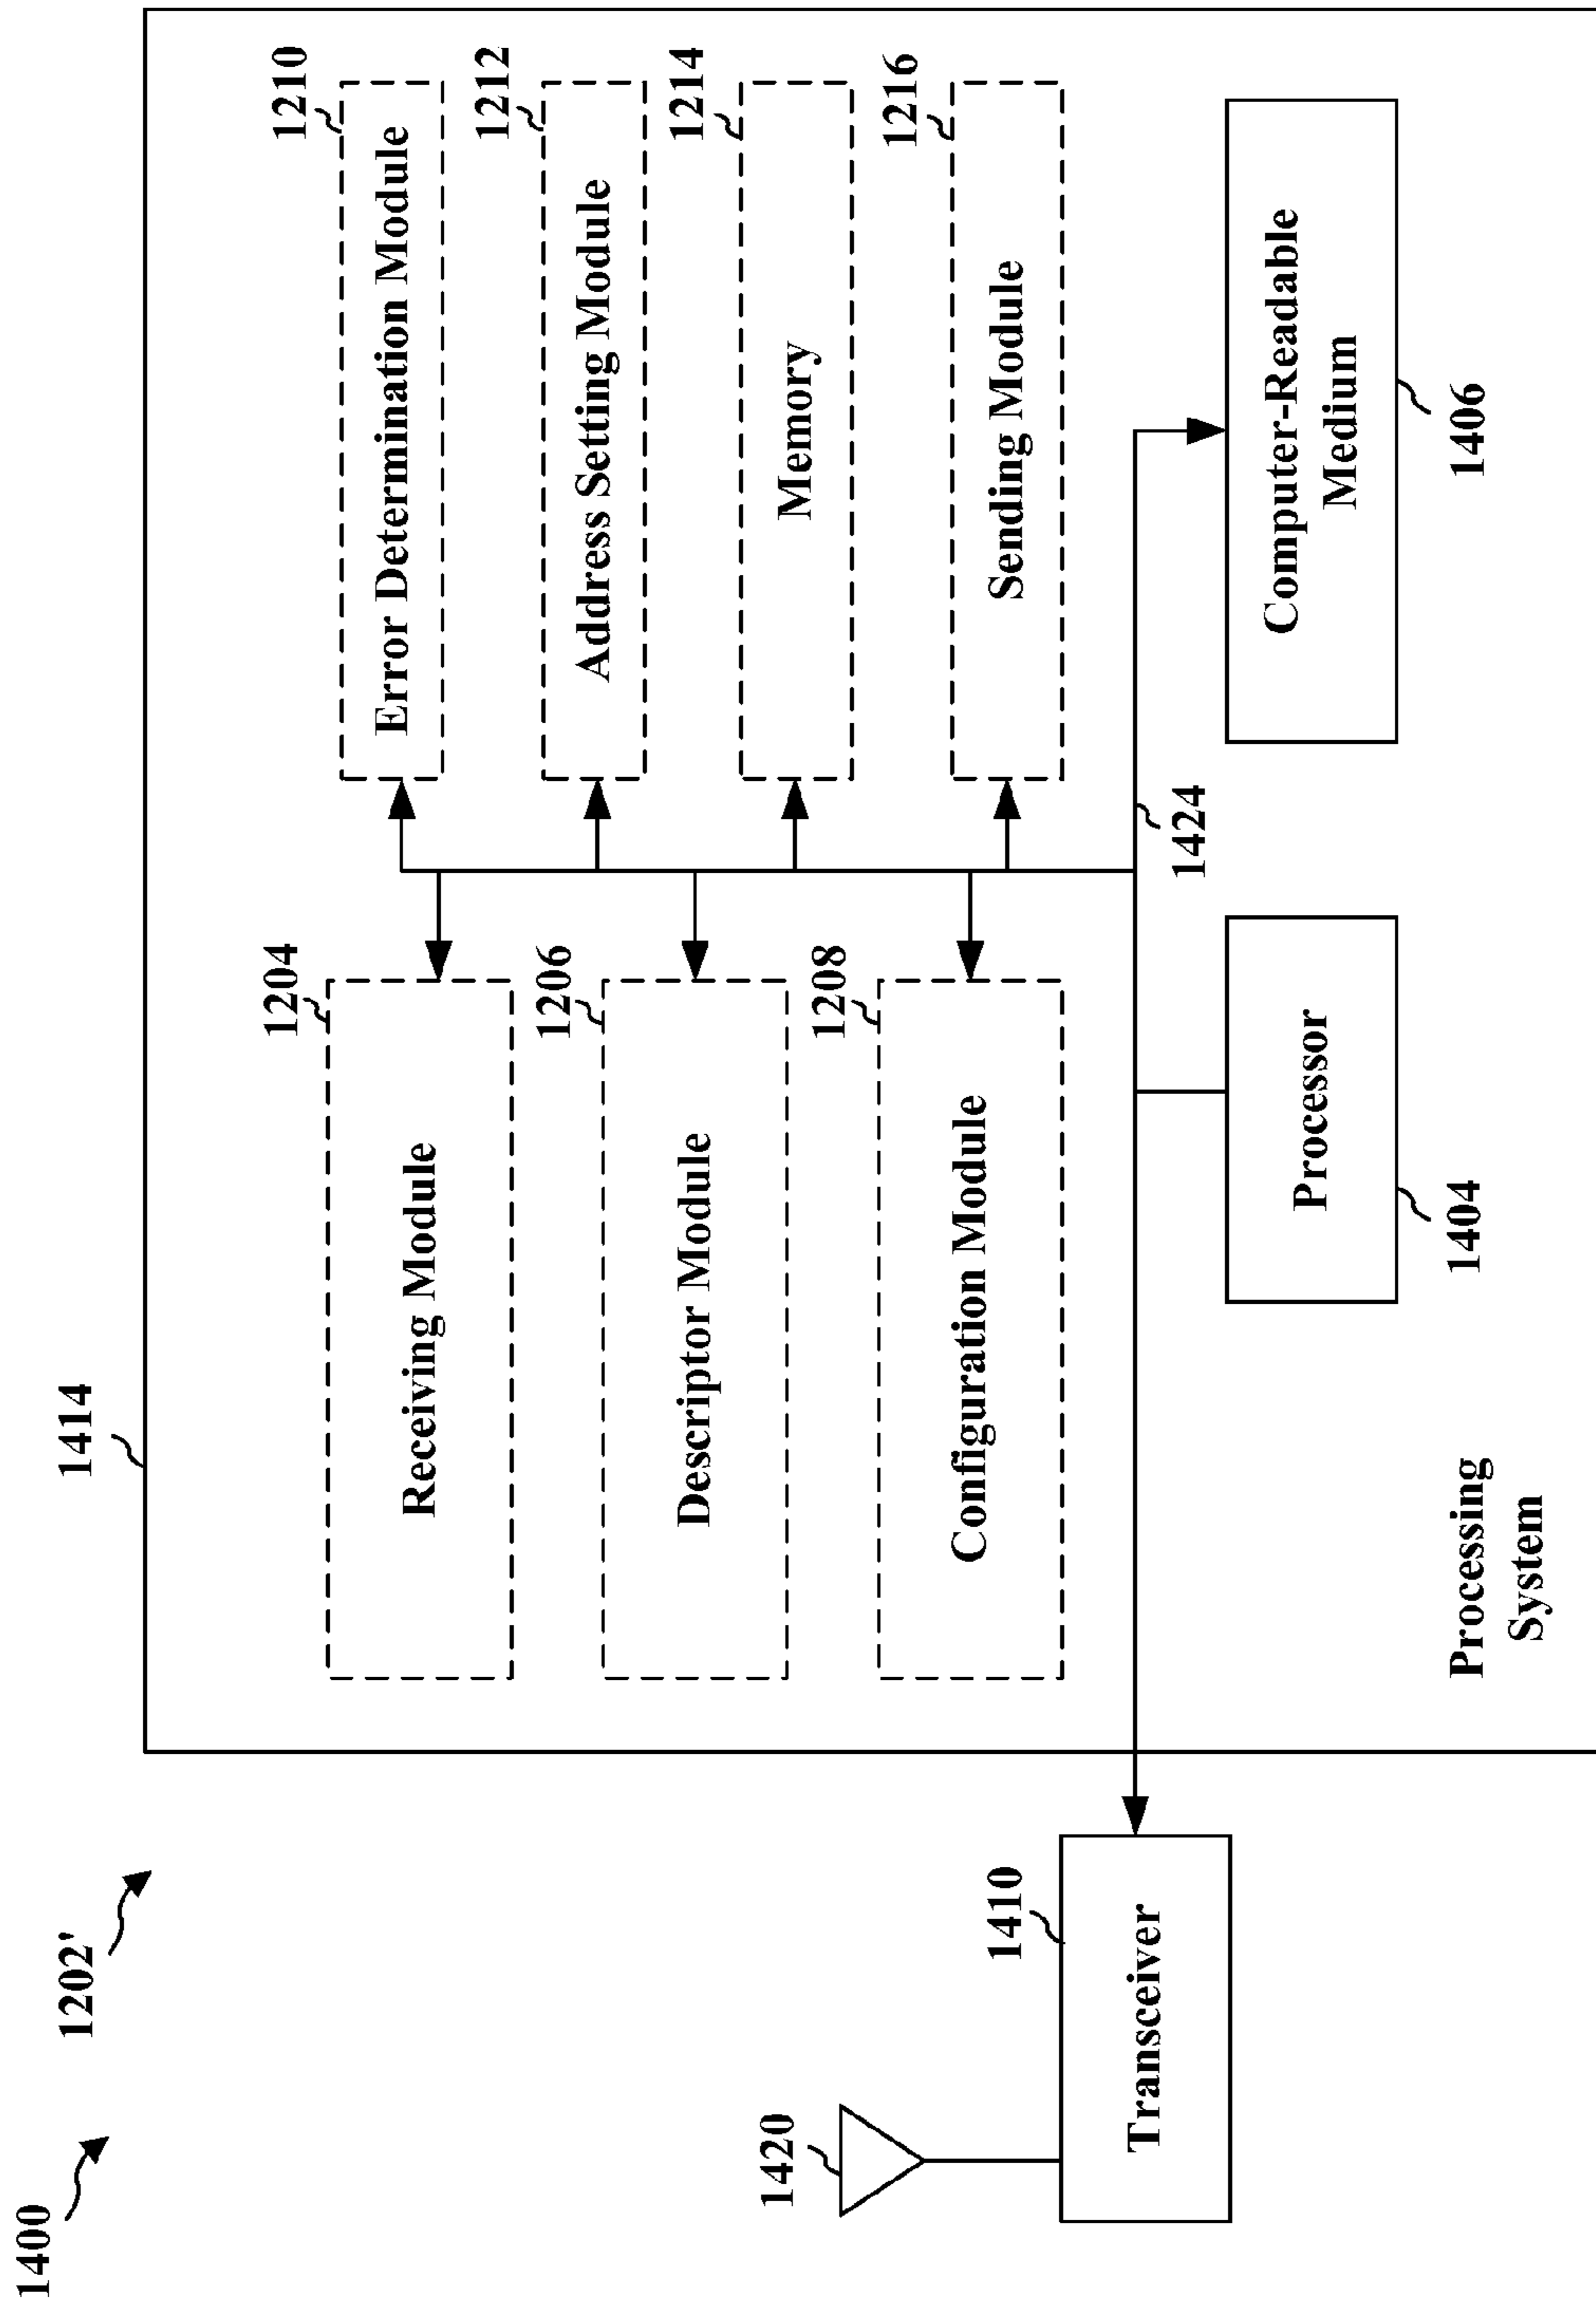 1400
1202'
1414
1204
Receiving Module
1206
Descriptor Module
1208
Configuration Module
1210
Error Determination Module
1212
Address Setting Module
1214
Memory
1216
Sending Module
1420
1410
Transceiver
1424
Processor
1404
Computer-Readable
Medium
1406
Processing
System